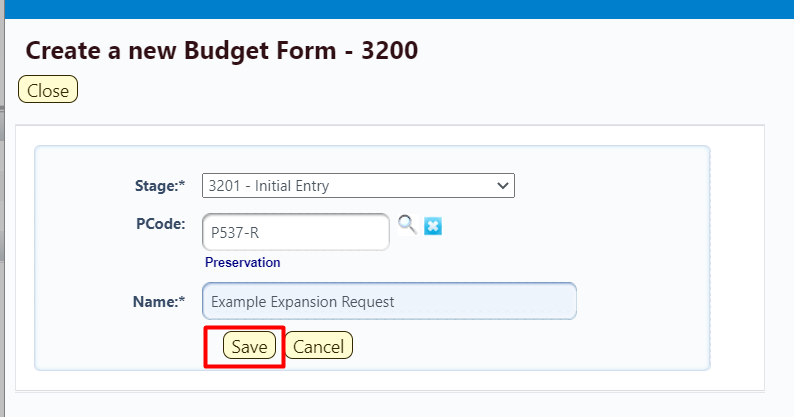 Create a new Budget Form - 3200
Close
Stage:* 3201 - Initial Entry
PCode: P537-R
Preservation
Name:* Example Expansion Request
Save Cancel